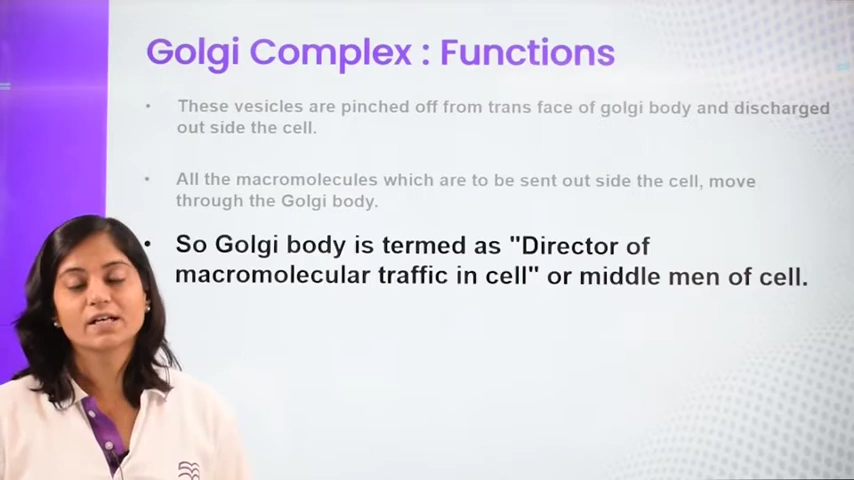 Golgi Complex : Functions
• These vesicles are pinched off from trans face of golgi body and discharged
out side the cell.
• All the macromolecules which are to be sent out side the cell, move
through the Golgi body.
• So Golgi body is termed as "Director of
macromolecular traffic in cell" or middle men of cell.